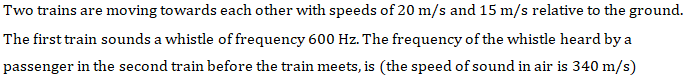 Two trains are moving towards each other with speeds of 20 m/s and 15 m/s relative to the ground.
The first train sounds a whistle of frequency 600 Hz. The frequency of the whistle heard by a
passenger in the second train before the train meets, is (the speed of sound in air is 340 m/s)